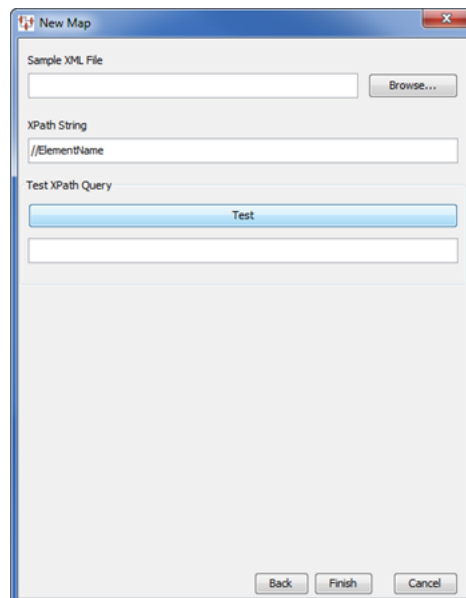 New Map
Sample XML File
Browse...
XPath String
//ElementName
Test XPath Query
Test
Back Finish Cancel